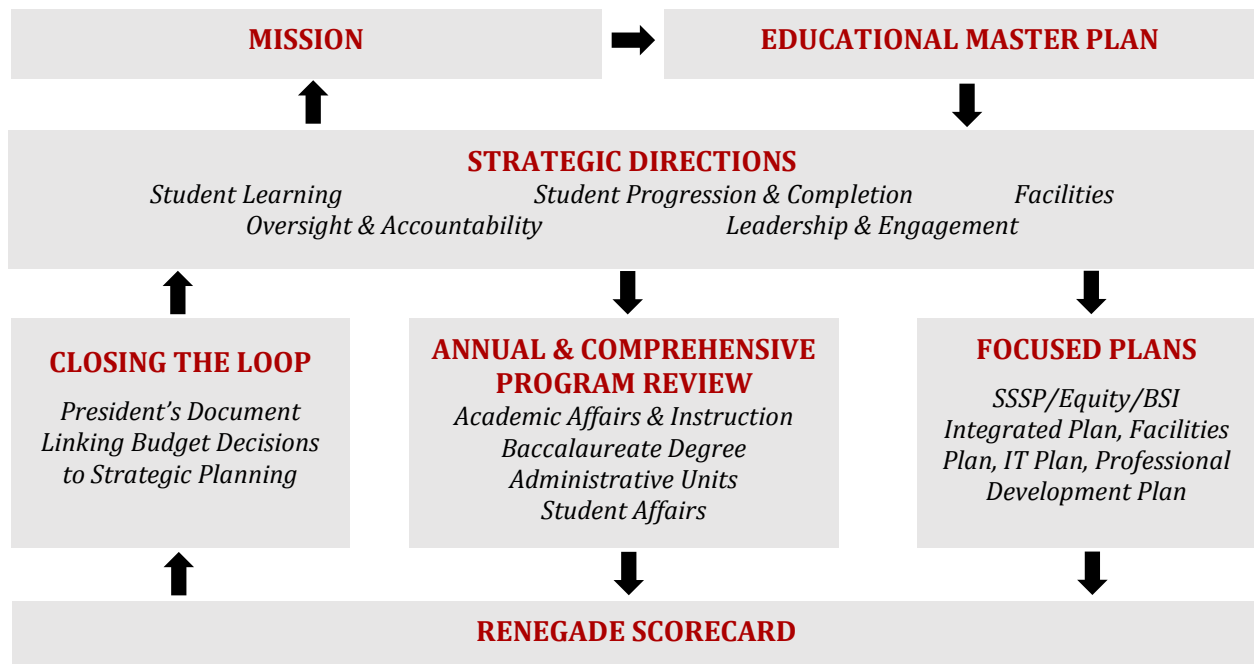 MISSION
EDUCATIONAL MASTER PLAN
STRATEGIC DIRECTIONS
Student Learning
Student Progression & Completion
Facilities
Oversight & Accountability
Leadership & Engagement
CLOSING THE LOOP
President’s Document
Linking Budget Decisions
to Strategic Planning
ANNUAL & COMPREHENSIVE
PROGRAM REVIEW
Academic Affairs & Instruction
Baccalaureate Degree
Administrative Units
Student Affairs
FOCUSED PLANS
SSSP/Equity/BSI
Integrated Plan, Facilities
Plan, IT Plan, Professional
Development Plan
RENEGADE SCORECARD